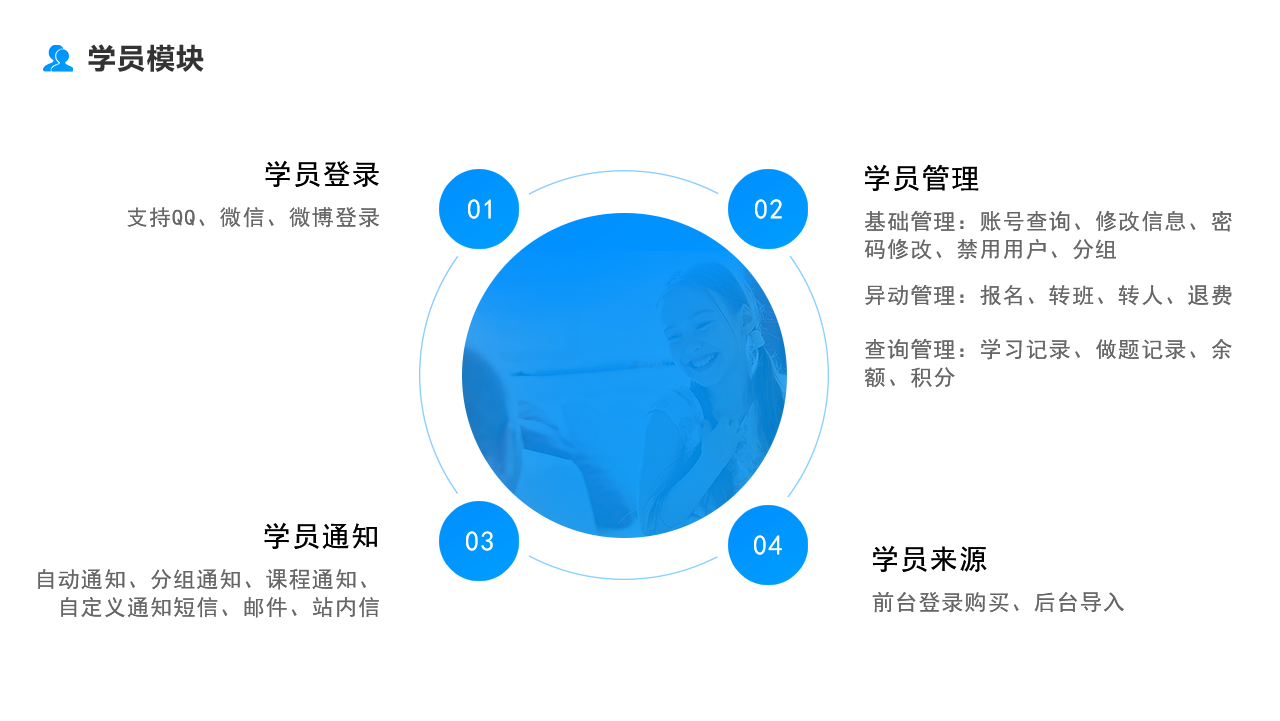 学员模块
学员登录
支持QQ、微信、微博登录
01
02
学员管理
基础管理：账号查询、修改信息、密
码修改、禁用用户、分组
异动管理：报名、转班、转人、退费
查询管理：学习记录、做题记录、余
额、积分
学员通知
自动通知、分组通知、课程通知、
自定义通知短信、邮件、站内信
03
04
学员来源
前台登录购买、后台导入